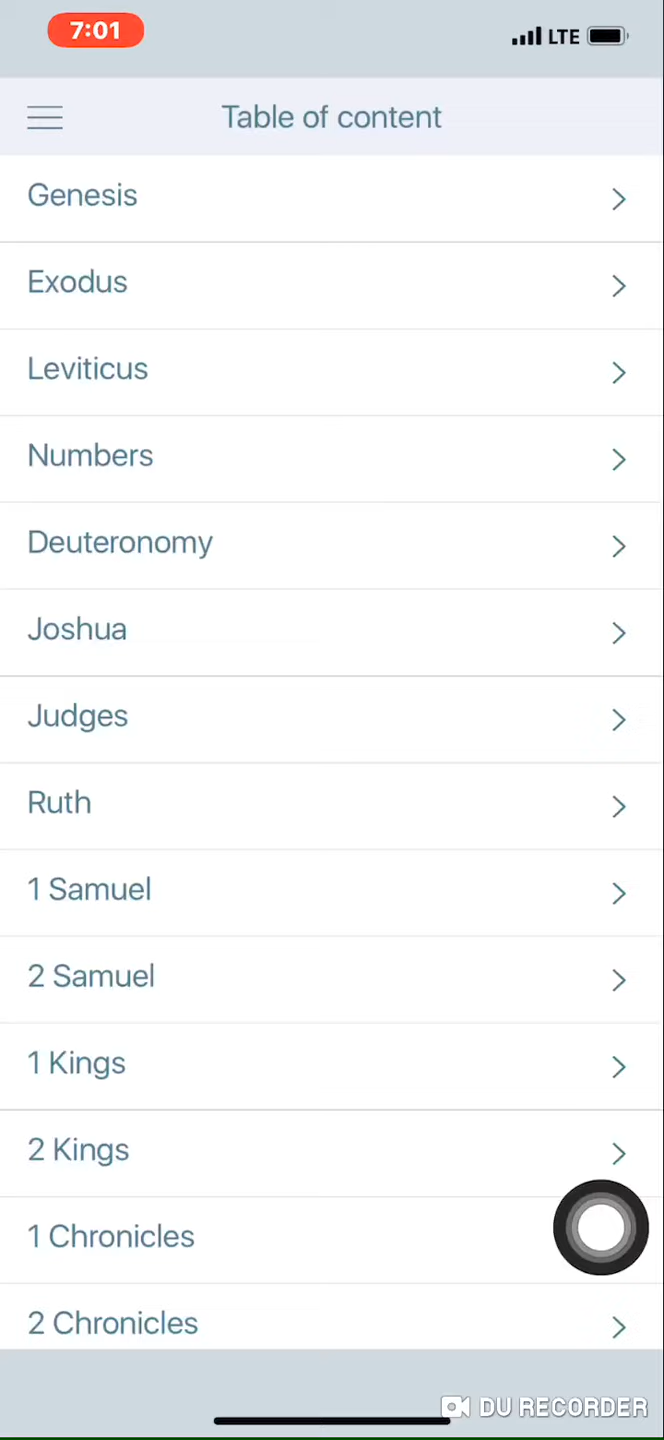 7:01
LTE
Table of content
Genesis
Exodus
Leviticus
Numbers
Deuteronomy
Joshua
Judges
Ruth
1 Samuel
2 Samuel
1 Kings
2 Kings
1 Chronicles
2 Chronicles
DU RECORDER